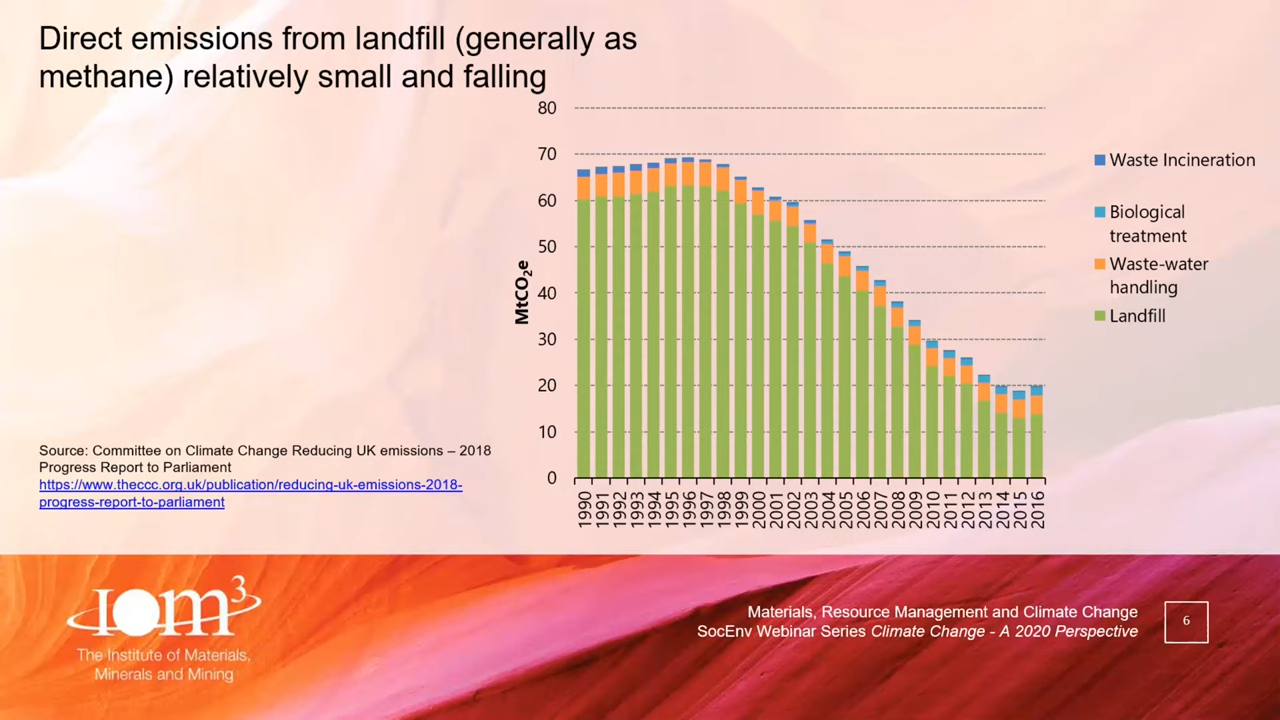 Direct emissions from landfill (generally as
methane) relatively small and falling
80
70
60
50
40
30
20
10
0
MtCO₂e
1990
1991
1992
1993
1994
1995
1996
1997
1998
1999
2000
2001
2002
2003
2004
2005
2006
2007
2008
2009
2010
2011
2012
2013
2014
2015
2016
Waste Incineration
Biological
treatment
Waste-water
handling
Landfill
Source: Committee on Climate Change Reducing UK emissions – 2018
Progress Report to Parliament
https://www.theccc.org.uk/publication/reducing-uk-emissions-2018-
progress-report-to-parliament
IOM³
The Institute of Materials,
Minerals and Mining
Materials, Resource Management and Climate Change
SocEnv Webinar Series Climate Change - A 2020 Perspective
6